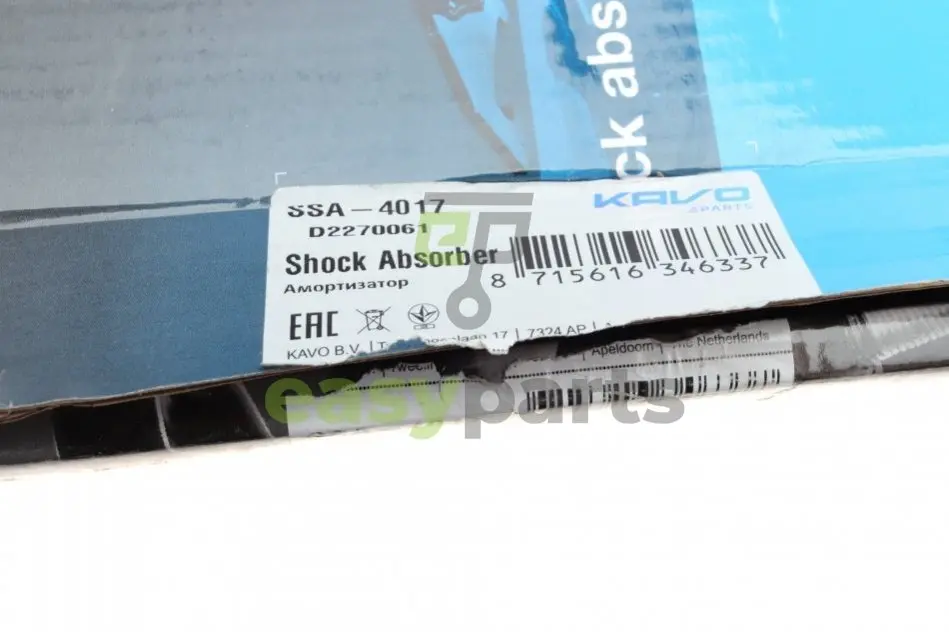 ck abs
KAVO
PARTS
SSA-4017
D2270061
Shock Absorber
Амортизатор
8 715616 346337
EAC
KAVO B.V. | 17 | 7324 AP |
| Apeldoorn | The Netherlands
easyparts